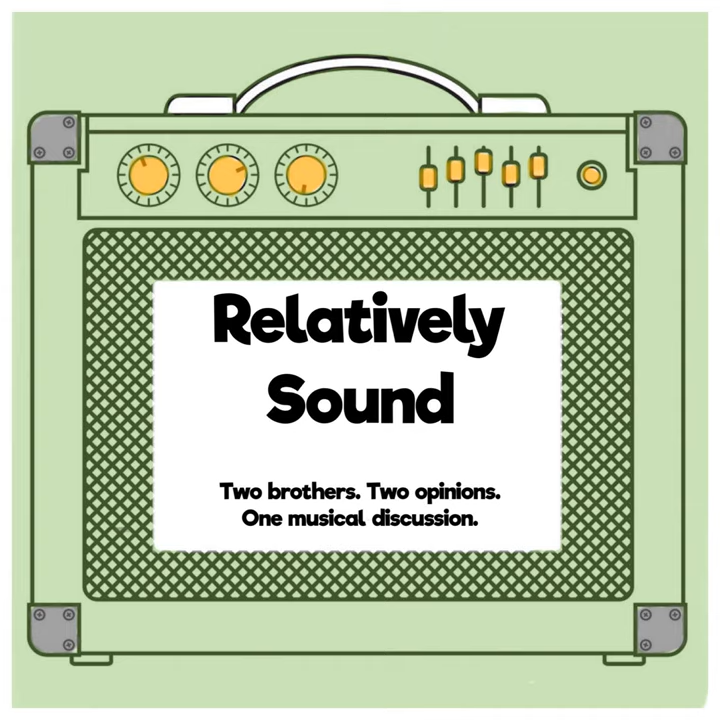 Relatively
Sound
Two brothers. Two opinions.
One musical discussion.